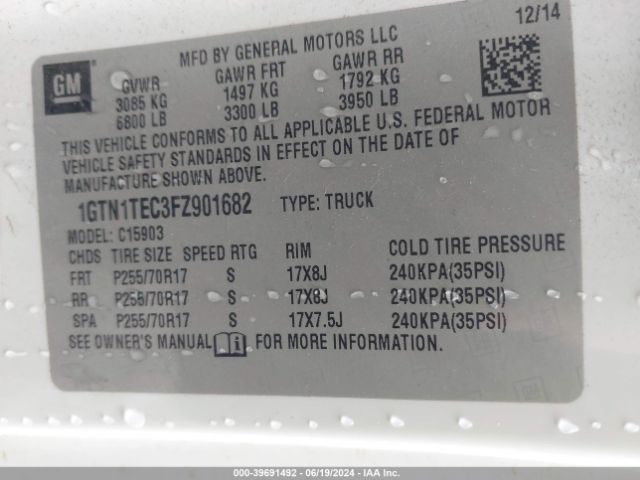 12/14
MFD BY GENERAL MOTORS LLC
GM
GVWR GAWR FRT GAWR RR
3085 KG 1497 KG 1792 KG
6800 LB 3300 LB 3950 LB
THIS VEHICLE CONFORMS TO ALL APPLICABLE U.S. FEDERAL MOTOR
VEHICLE SAFETY STANDARDS IN EFFECT ON THE DATE OF
MANUFACTURE SHOWN ABOVE.
1GTN1TEC3FZ901682 TYPE: TRUCK
MODEL: C15903
CHDS TIRE SIZE SPEED RTG RIM COLD TIRE PRESSURE
FRT P255/70R17 S 17X8J 240KPA(35PSI)
RR P255/70R17 S 17X8J 240KPA(35PSI)
SPA P255/70R17 S 17X7.5J 240KPA(35PSI)
SEE OWNER'S MANUAL FOR MORE INFORMATION.
000-39691492 - 06/19/2024 - IAA Inc.